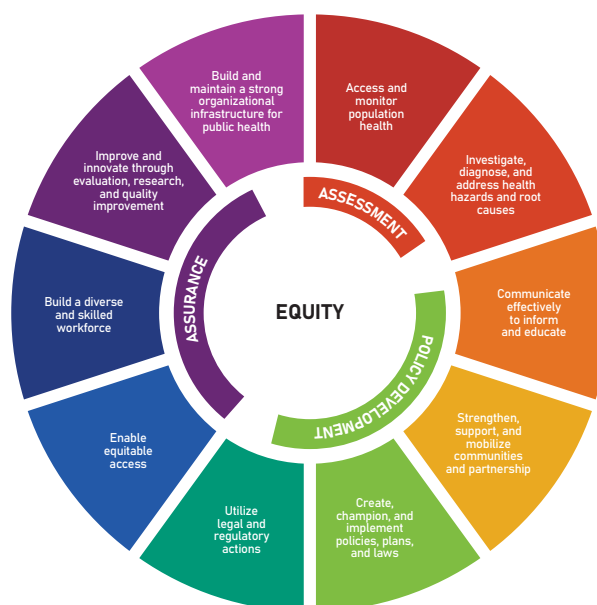 Access and
monitor
population
health
Investigate,
diagnose, and
address health
hazards and root
causes
Communicate
effectively
to inform
and educate
Strengthen,
support, and
mobilize
communities
and partnership
Create,
champion, and
implement
policies, plans,
and laws
Utilize
legal and
regulatory
actions
Enable
equitable
access
Build a diverse
and skilled
workforce
Improve and
innovate through
evaluation, research,
and quality
improvement
Build and
maintain a strong
organizational
infrastructure for
public health
ASSESSMENT
POLICY DEVELOPMENT
ASSURANCE
EQUITY